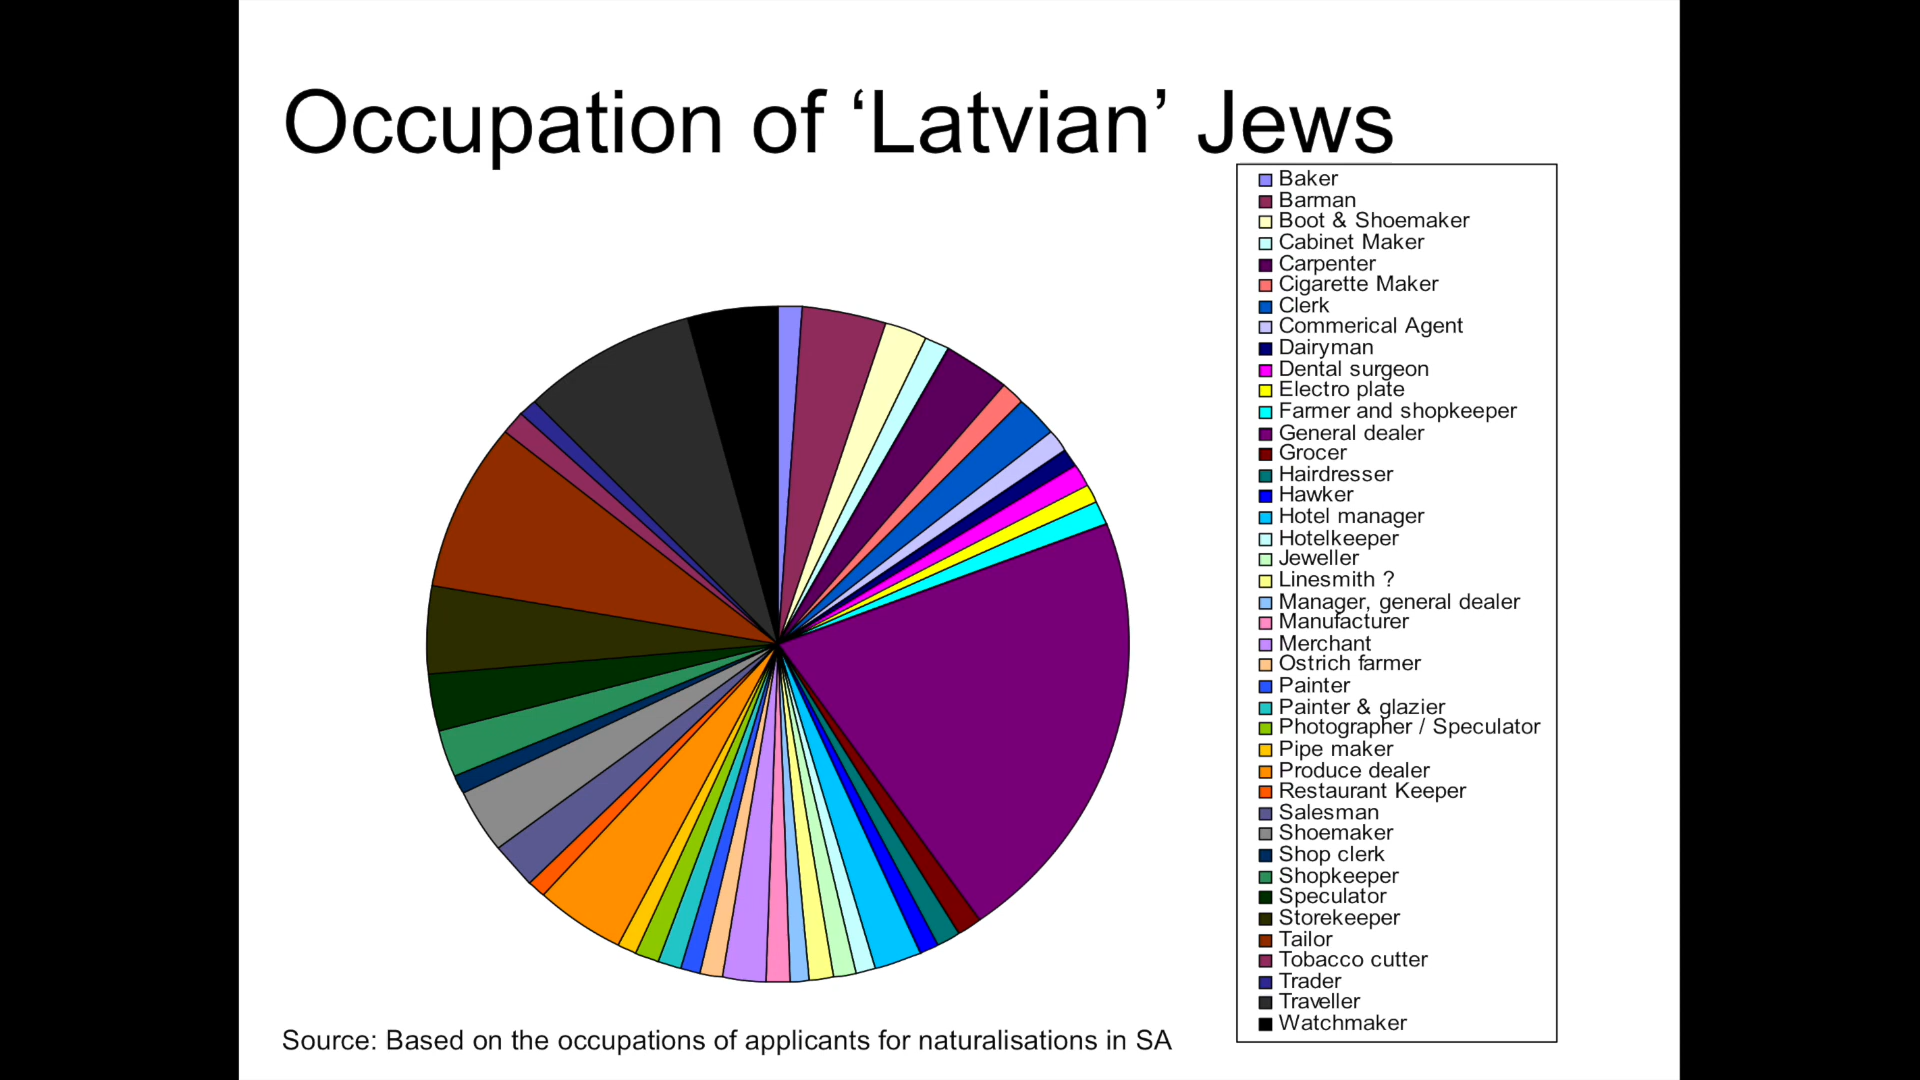 Occupation of ‘Latvian’ Jews
Baker
Barman
Boot & Shoemaker
Cabinet Maker
Carpenter
Cigarette Maker
Clerk
Commerical Agent
Dairyman
Dental surgeon
Electro plate
Farmer and shopkeeper
General dealer
Grocer
Hairdresser
Hawker
Hotel manager
Hotelkeeper
Jeweller
Linesmith ?
Manager, general dealer
Manufacturer
Merchant
Ostrich farmer
Painter
Painter & glazier
Photographer / Speculator
Pipe maker
Produce dealer
Restaurant Keeper
Salesman
Shoemaker
Shop clerk
Shopkeeper
Speculator
Storekeeper
Tailor
Tobacco cutter
Trader
Traveller
Watchmaker
Source: Based on the occupations of applicants for naturalisations in SA